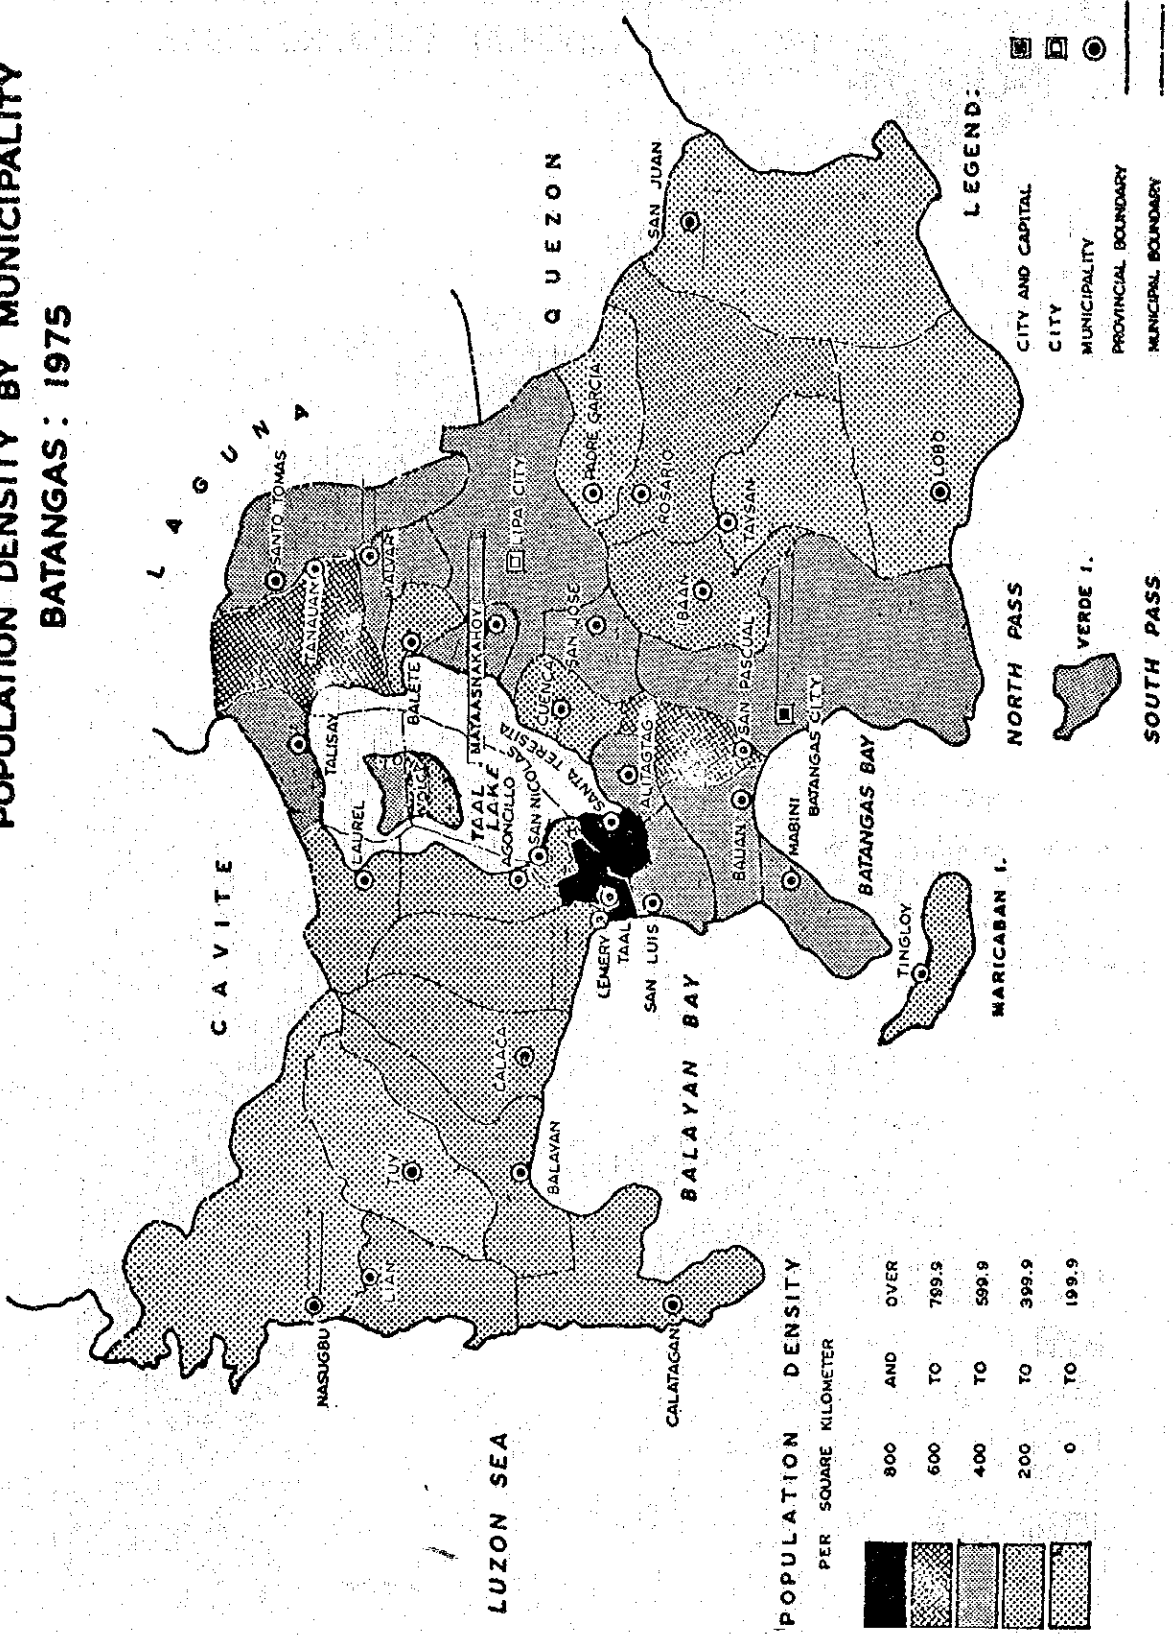 POPULATION DENSITY BY MUNICIPALITY
BATANGAS: 1975
LAGUNA
CAVITE
QUEZON
SANTO TOMAS
TANAUAN
MALVAR
TALISAY
BALETE
LAUREL
VOLCANO I.
TAAL
LAKE
MATAASNAKAHOY
LIPA CITY
AGONCILLO
SAN NICOLAS
SANTA TERESITA
CUENCA
SAN JOSE
PADRE GARCIA
ROSARIO
SAN JUAN
TAYSAN
IBAAN
LOBO
ALITAGTAG
SAN PASCUAL
BAUAN
MABINI
BATANGAS CITY
BATANGAS BAY
LEMERY
TAAL
SAN LUIS
CALACA
BALAYAN
TUY
LIAN
NASUGBU
CALATAGAN
BALAYAN BAY
TINGLOY
MARICABAN I.
NORTH PASS
VERDE I.
SOUTH PASS
LUZON SEA
LEGEND:
CITY AND CAPITAL
CITY
MUNICIPALITY
PROVINCIAL BOUNDARY
MUNICIPAL BOUNDARY
POPULATION DENSITY
PER SQUARE KILOMETER
800 AND OVER
600 TO 799.9
400 TO 599.9
200 TO 399.9
0 TO 199.9